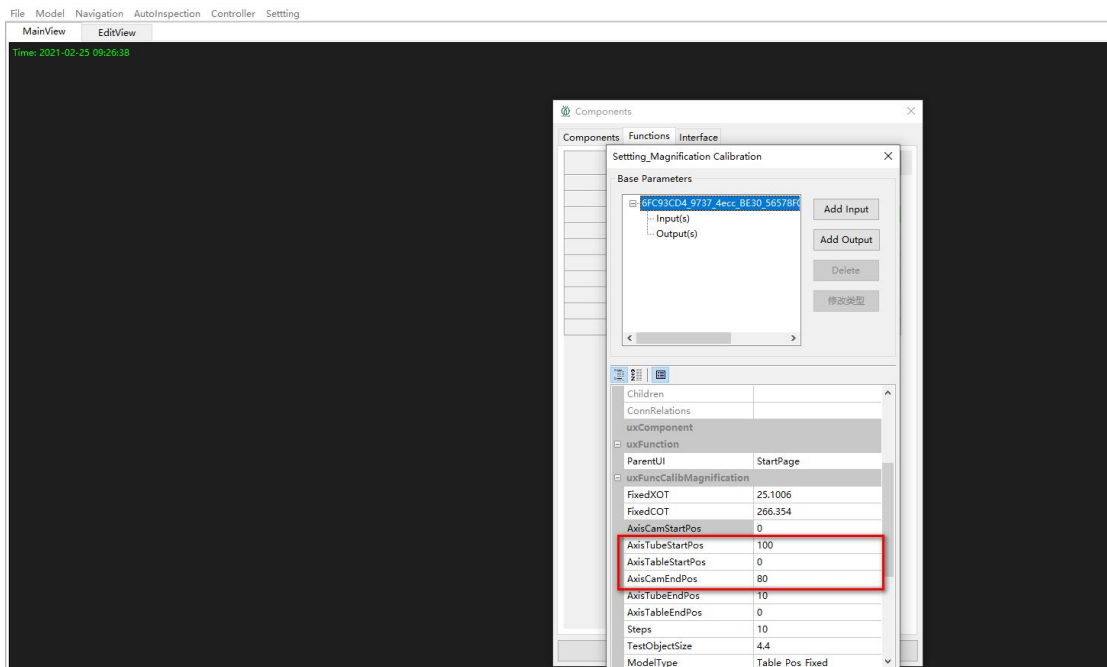 File Model Navigation AutoInspection Controller Settting
MainView EditView
Time: 2021-02-25 09:26:38
Components
Components Functions Interface
Settting_Magnification Calibration
Base Parameters
6FC93CD4_9737_4ecc_BE30_56578F
Add Input
Input(s)
Output(s)
Add Output
Delete
修改类型
Children
ConnRelations
uxComponent
uxFunction
ParentUI StartPage
uxFuncCalibMagnification
FixedXOT 25.1006
FixedCOT 266.354
AxisCamStartPos 0
AxisTubeStartPos 100
AxisTableStartPos 0
AxisCamEndPos 80
AxisTubeEndPos 10
AxisTableEndPos 0
Steps 10
TestObjectSize 4.4
ModelType Table Pos Fixed